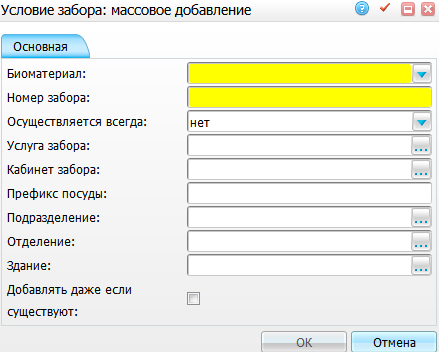 Условие забора: массовое добавление
Основная
Биоматериал:
Номер забора:
Осуществляется всегда: нет
Услуга забора: ...
Кабинет забора: ...
Префикс посуды:
Подразделение: ...
Отделение: ...
Здание: ...
Добавлять даже если
существуют:
OK Отмена